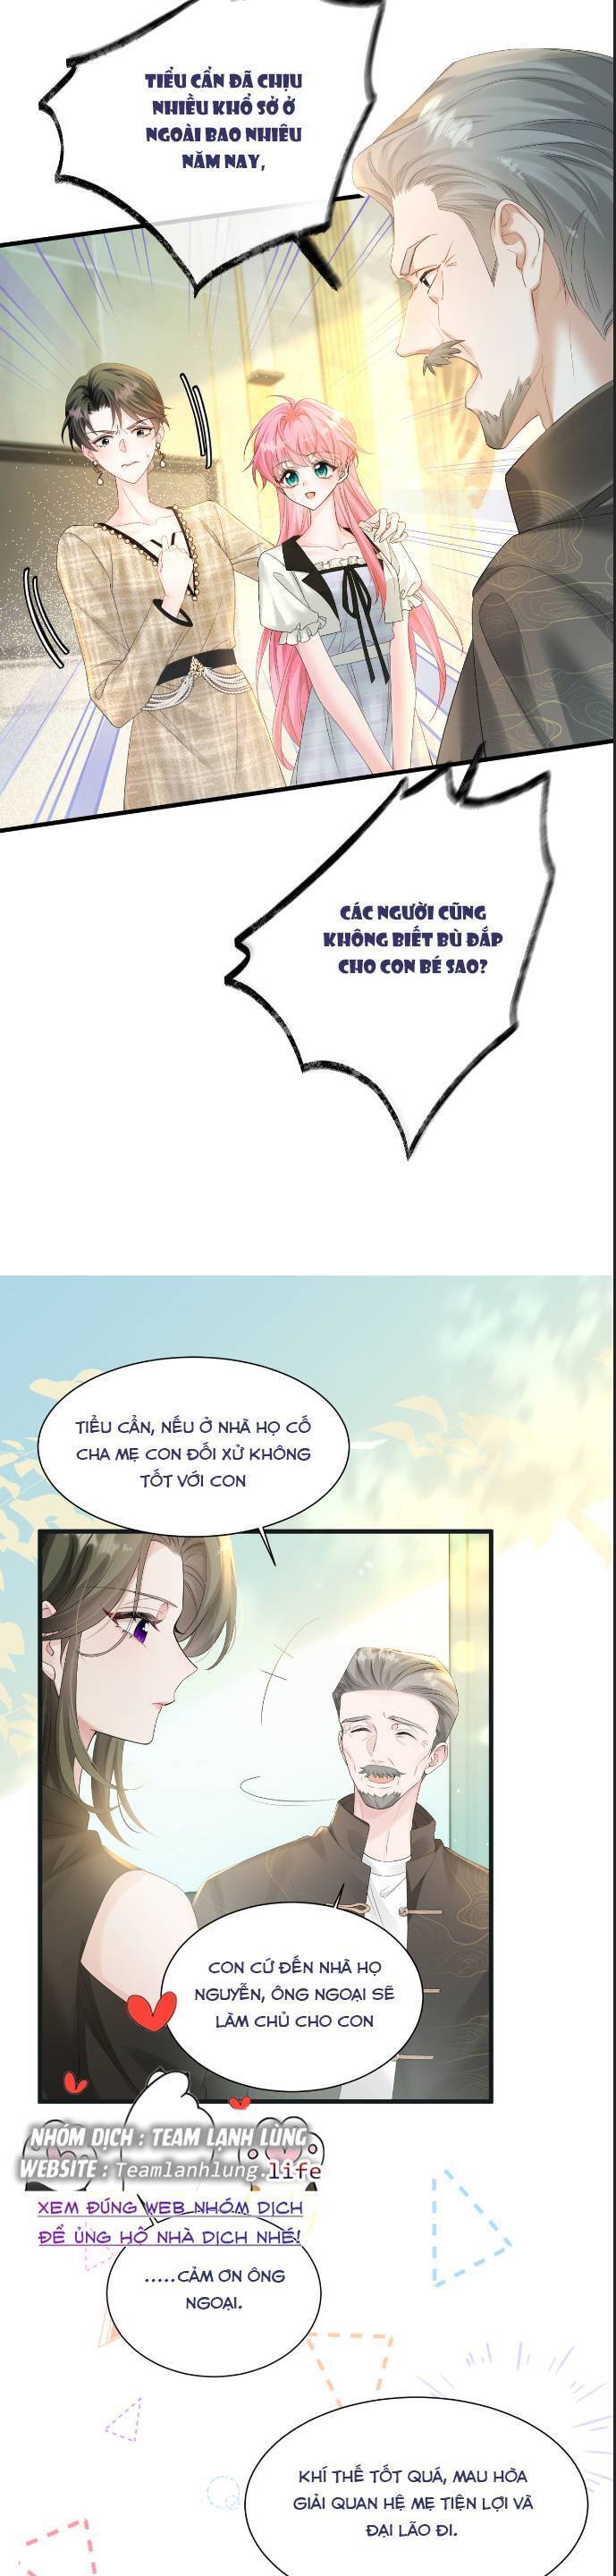 TIỂU CẨN ĐÃ CHỊU
NHIỀU KHỔ SỞ Ở
NGOÀI BAO NHIÊU
NĂM NAY,
CÁC NGƯỜI CŨNG
KHÔNG BIẾT BÙ ĐẮP
CHO CON BÉ SAO?
TIỂU CẨN, NẾU Ở NHÀ HỌ CỐ
CHA MẸ CON ĐỐI XỬ KHÔNG
TỐT VỚI CON
CON CỨ ĐẾN NHÀ HỌ
NGUYỄN, ÔNG NGOẠI SẼ
LÀM CHỦ CHO CON
NHÓM DỊCH : TEAM LẠNH LÙNG
WEBSITE : Teamlanhlung.life
XEM ĐÚNG WEB NHÓM DỊCH
ĐỂ ỦNG HỘ NHÀ DỊCH NHÉ!
.....CẢM ƠN ÔNG
NGOẠI.
KHÍ THẾ TỐT QUÁ, MAU HÒA
GIẢI QUAN HỆ MẸ TIỆN LỢI VÀ
ĐẠI LÃO ĐI.